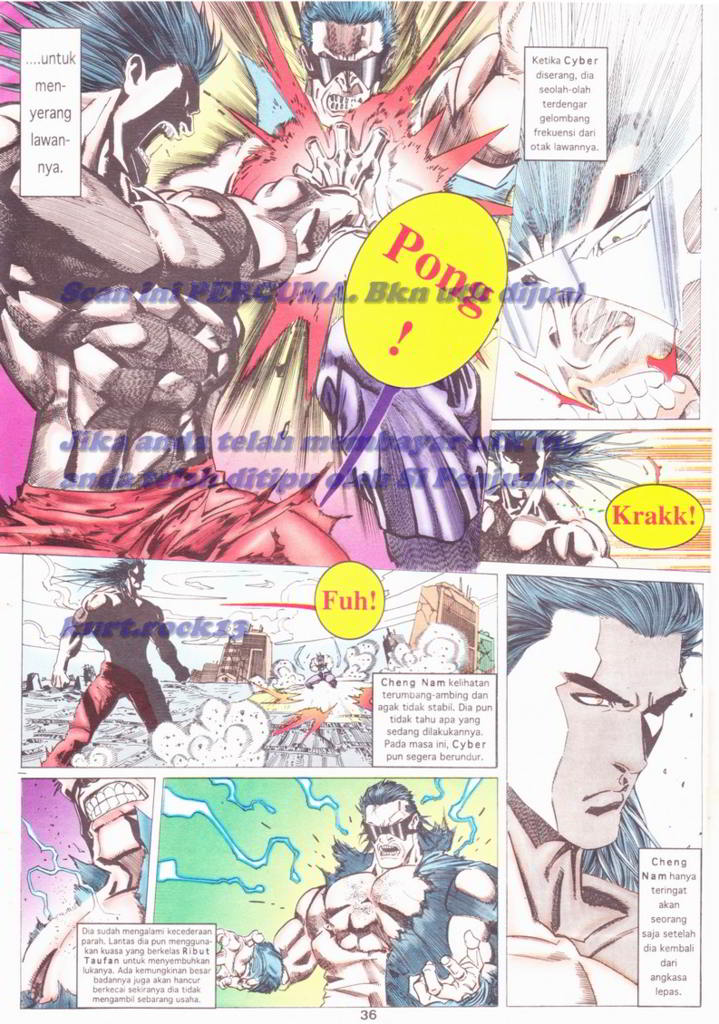 ....untuk
men-
yerang
lawan-
nya.
Ketika Cyber
diserang, dia
seolah-olah
terdengar
gelombang
frekuensi dari
otak lawannya.
Pong
!
Scan ini PERCUMA. Bkn utk dijual
Jika anda telah membayar utk ini,
anda telah ditipu oleh Si Penjual...
Krakk!
Fuh!
kurt.rock13
Cheng Nam kelihatan
terumbang-ambing dan
agak tidak stabil. Dia pun
tidak tahu apa yang
sedang dilakukannya.
Pada masa ini, Cyber
pun segera berundur.
Cheng
Nam hanya
teringat
akan
seorang
saja setelah
dia kembali
dari
angkasa
lepas.
Dia sudah mengalami kecederaan
parah. Lantas dia pun mengguna-
kan kuasa yang berkelas Ribut
Taufan untuk menyembuhkan
lukanya. Ada kemungkinan besar
badannya juga akan hancur
berkecai sekiranya dia tidak
mengambil sebarang usaha.
36